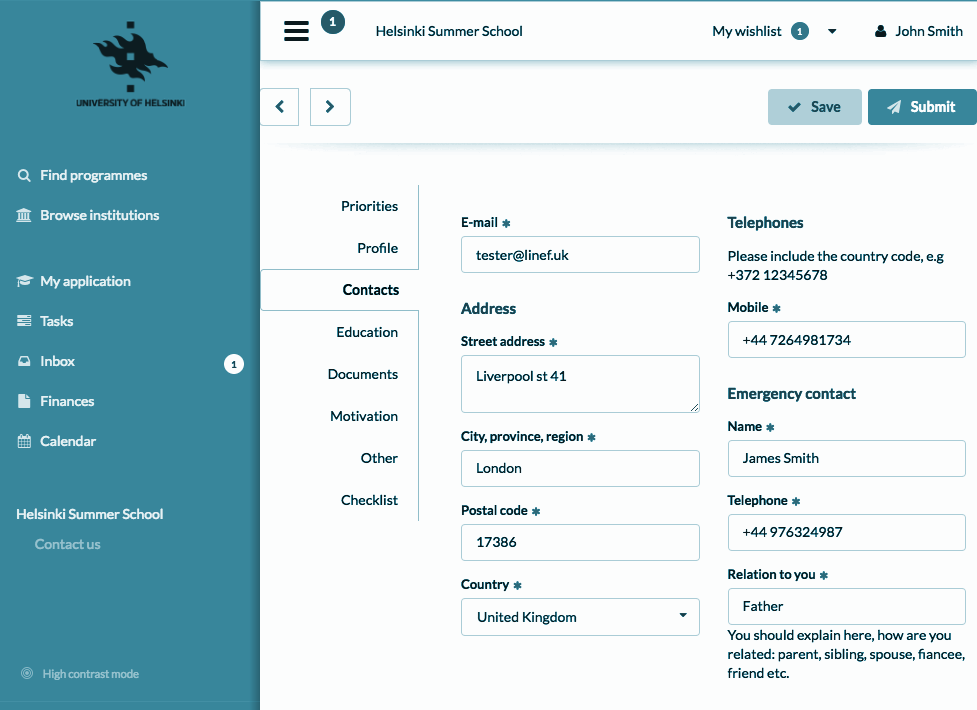 UNIVERSITY OF HELSINKI
Find programmes
Browse institutions
My application
Tasks
Inbox
1
Finances
Calendar
Helsinki Summer School
Contact us
High contrast mode
1
Helsinki Summer School
My wishlist 1
John Smith
Save
Submit
Priorities
Profile
Contacts
Education
Documents
Motivation
Other
Checklist
E-mail *
tester@linef.uk
Address
Street address *
Liverpool st 41
City, province, region *
London
Postal code *
17386
Country *
United Kingdom
Telephones
Please include the country code, e.g
+372 12345678
Mobile *
+44 7264981734
Emergency contact
Name *
James Smith
Telephone *
+44 976324987
Relation to you *
Father
You should explain here, how are you
related: parent, sibling, spouse, fiancee,
friend etc.